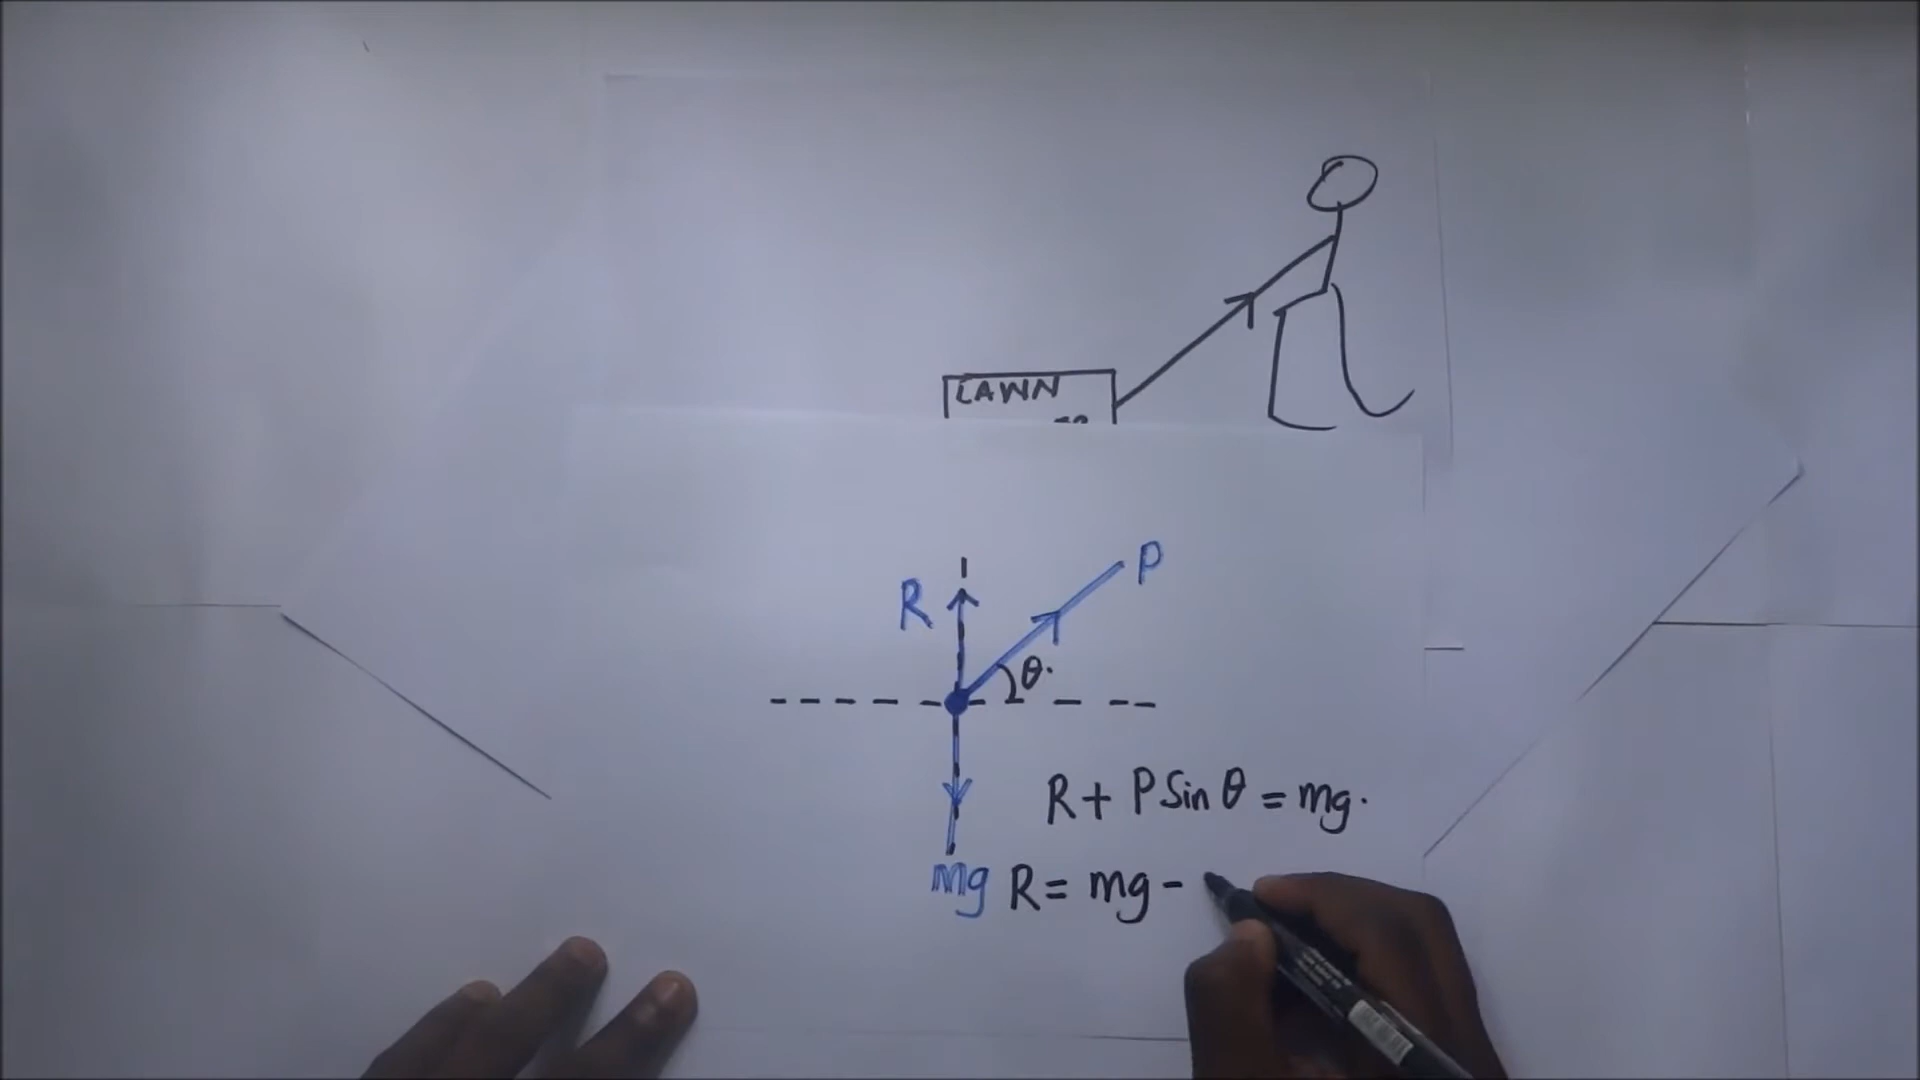 LAWN
P
R
θ.
R + P Sin θ = mg.
mg
R = mg -